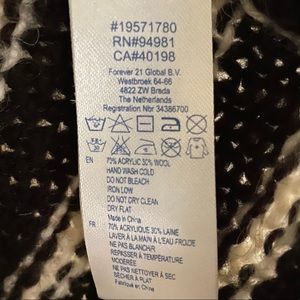 #19571780
RN#94981
CA#40198
Forever 21 Global B.V.
Westbroek 64-66
4822 ZW Breda
The Netherlands
Registration Nbr 34386700
EN 70% ACRYLIC 30% WOOL
HAND WASH COLD
DO NOT BLEACH
IRON LOW
DO NOT DRY CLEAN
DRY FLAT
Made in China
FR 70% ACRYLIQUE 30% LAINE
LAVER À LA MAIN À L'EAU FROIDE
NE PAS BLANCHIR
REPASSER À TEMPÉRATURE
MODÉRÉE
NE PAS NETTOYER À SEC
SÉCHER À PLAT
Fabriqué en Chine